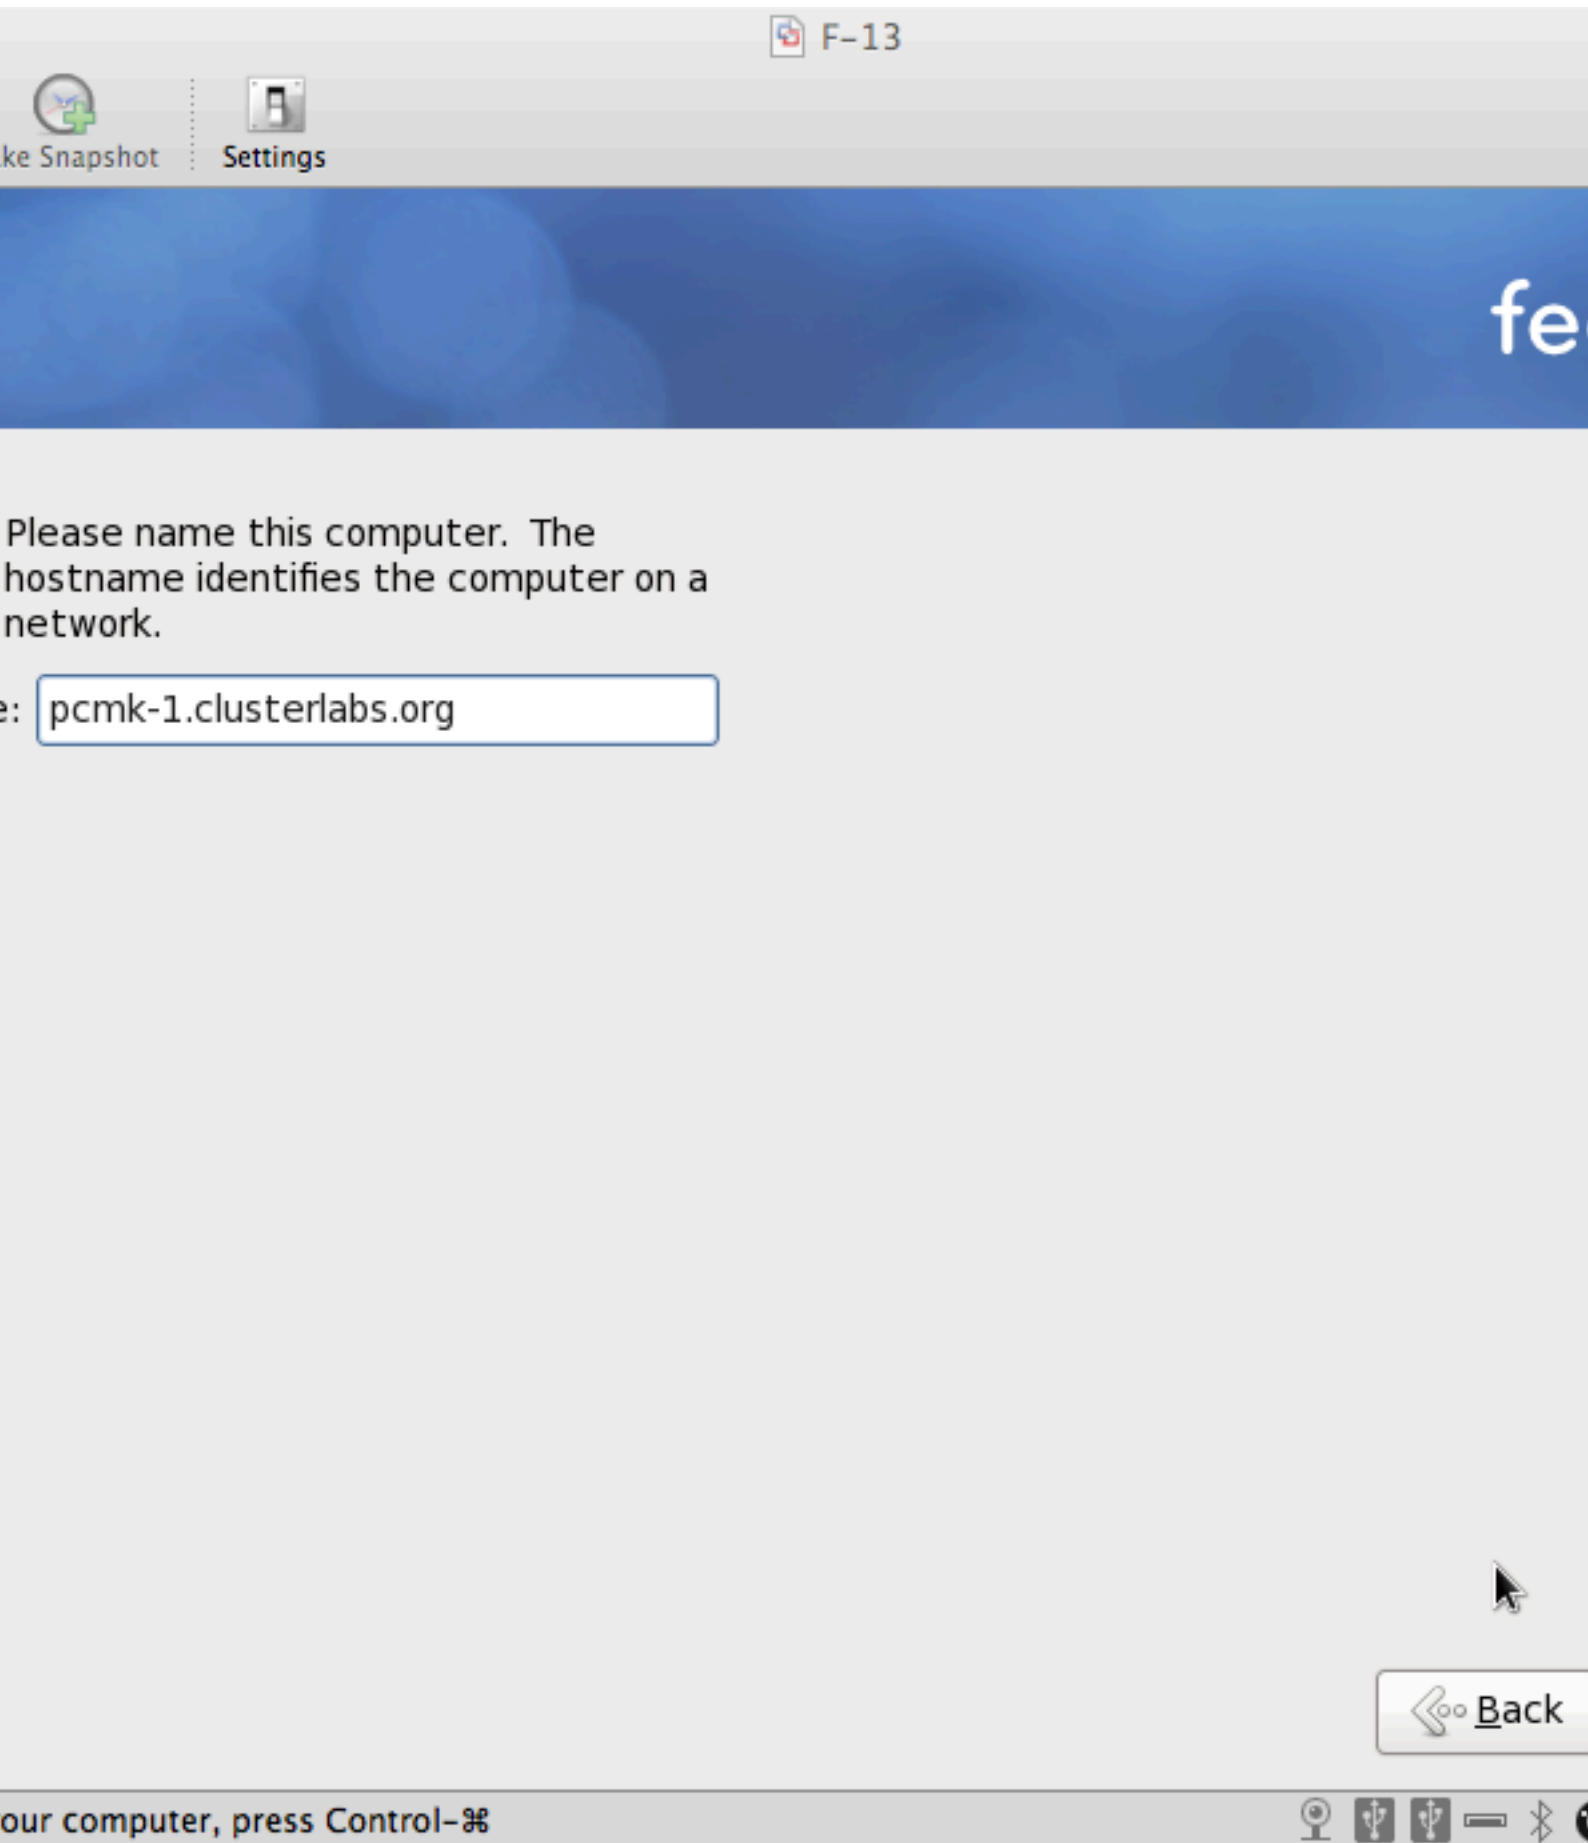 F-13
ke Snapshot
Settings
fe
Please name this computer. The
hostname identifies the computer on a
network.
e: pcmk-1.clusterlabs.org
Back
our computer, press Control-⌘